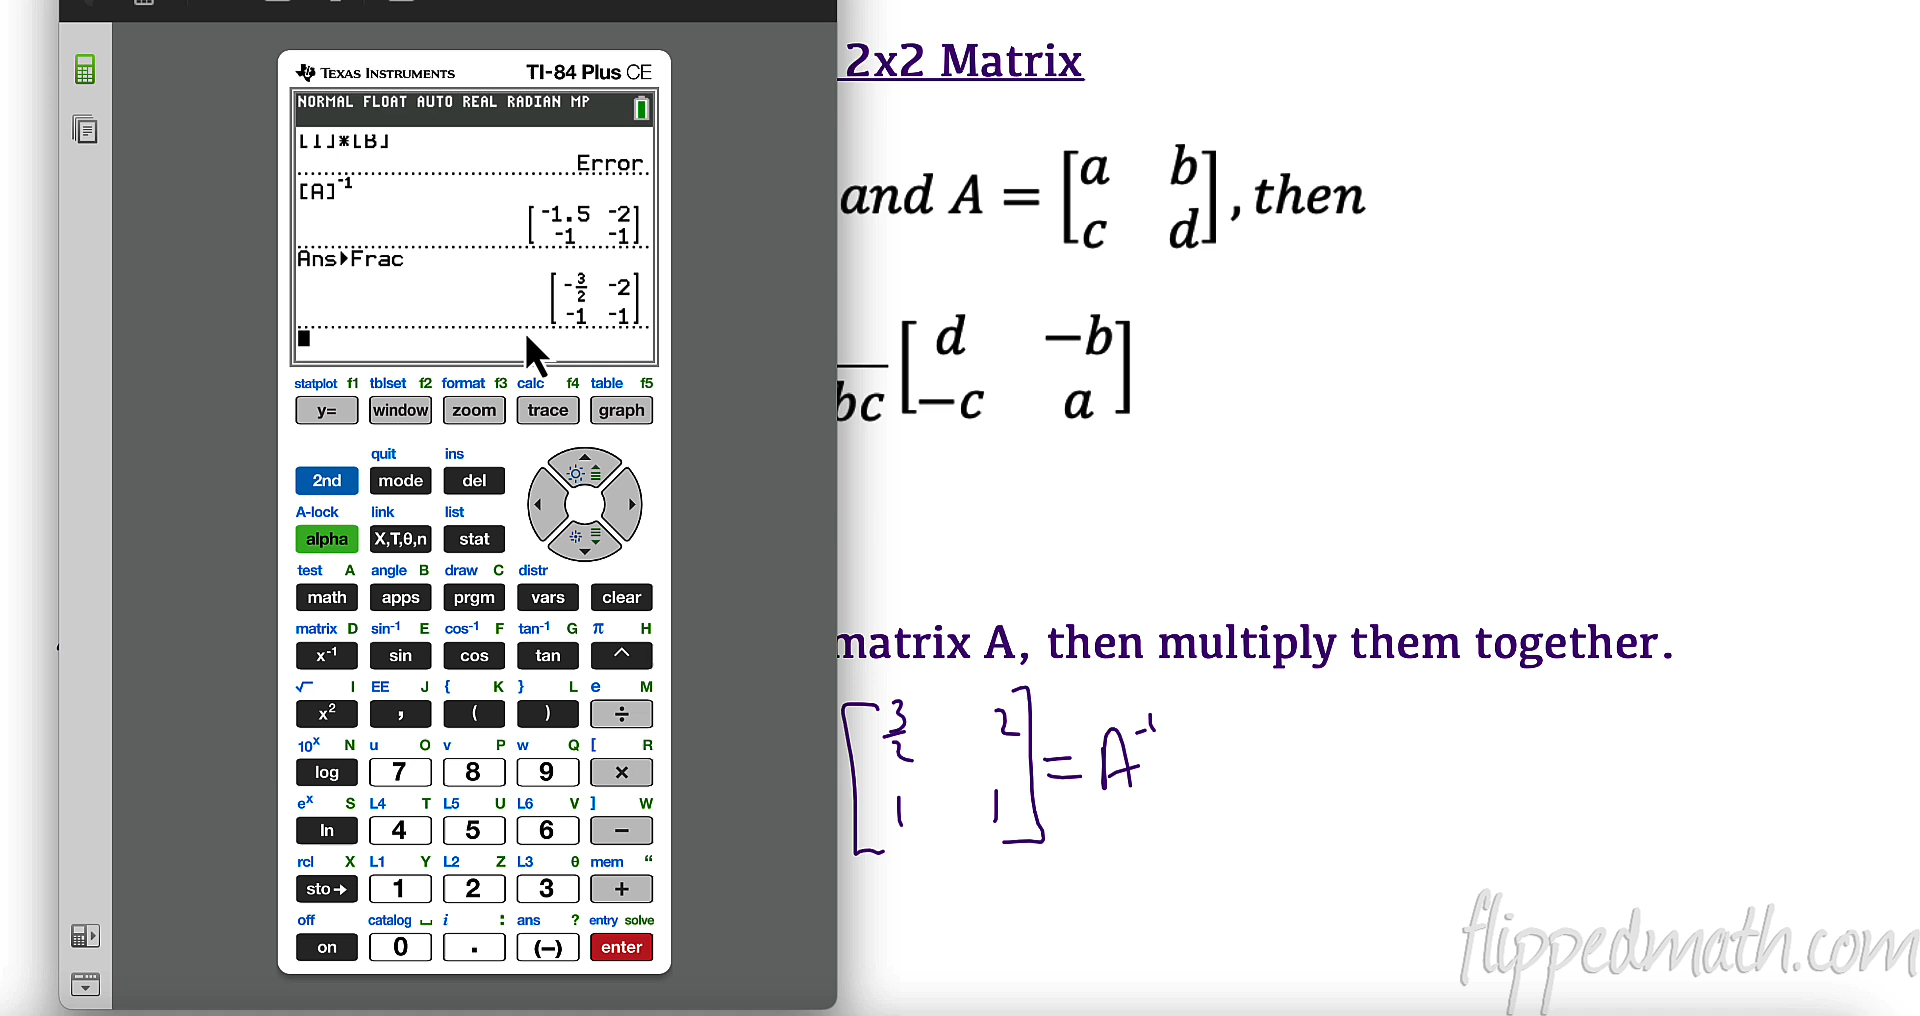 TEXAS INSTRUMENTS TI-84 Plus CE
NORMAL FLOAT AUTO REAL RADIAN MP
[I]*[B]
Error
[A]⁻¹
[-1.5 -2]
[-1 -1]
Ans▸Frac
[-3/2 -2]
[-1 -1]
statplot f1 tblset f2 format f3 calc f4 table f5
y= window zoom trace graph
quit ins
2nd mode del
A-lock link list
alpha X,T,θ,n stat
test A angle B draw C distr
math apps prgm vars clear
matrix D sin⁻¹ E cos⁻¹ F tan⁻¹ G π H
x⁻¹ sin cos tan ^
√ I EE J { K } L e M
x² , ( ) ÷
10ˣ N u O v P w Q [ R
log 7 8 9 ×
eˣ S L4 T L5 U L6 V ] W
ln 4 5 6 −
rcl X L1 Y L2 Z L3 θ mem “
sto→ 1 2 3 +
off catalog ⎵ i : ans ? entry solve
on 0 . (−) enter
2x2 Matrix
and A = [a b], then
[c d]
bc [d −b]
[−c a]
matrix A, then multiply them together.
[3/2 2] = A⁻¹
[1 1]
flippedmath.com